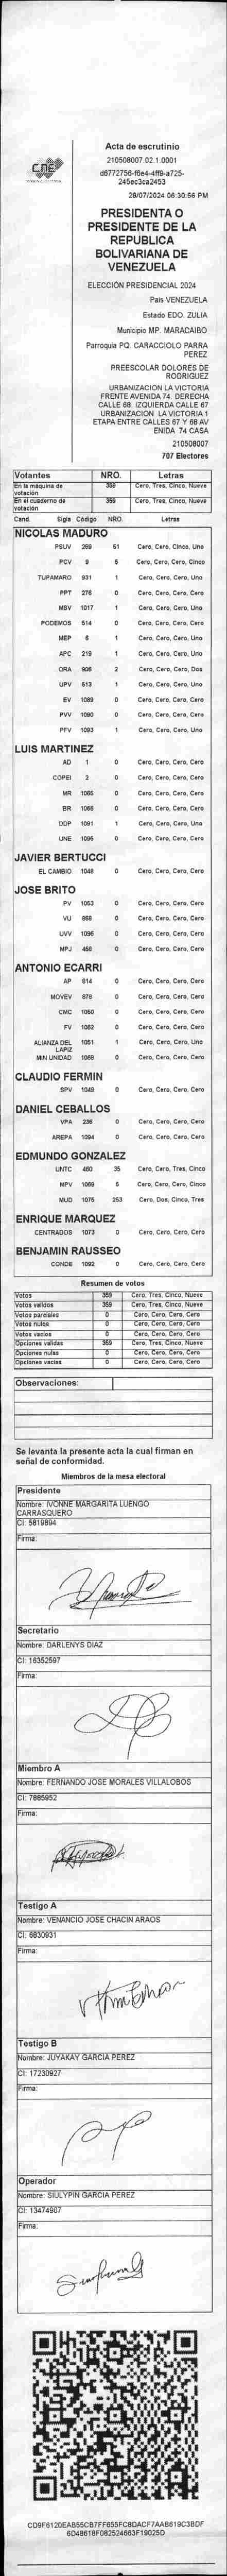 CNE
Acta de escrutinio
210508007.02.1.0001
d6772756-f6e4-4ff9-a725-
245ec3ca2453
28/07/2024 06:30:56 PM
PRESIDENTA O
PRESIDENTE DE LA
REPUBLICA
BOLIVARIANA DE
VENEZUELA
ELECCIÓN PRESIDENCIAL 2024
País VENEZUELA
Estado EDO. ZULIA
Municipio MP. MARACAIBO
Parroquia PQ. CARACCIOLO PARRA
PEREZ
PREESCOLAR DOLORES DE
RODRIGUEZ
URBANIZACION LA VICTORIA
FRENTE AVENIDA 74. DERECHA
CALLE 68. IZQUIERDA CALLE 67
URBANIZACION LA VICTORIA 1
ETAPA ENTRE CALLES 67 Y 68 AV
ENIDA 74 CASA
210508007
707 Electores
Votantes NRO. Letras
En la máquina de votación 359 Cero, Tres, Cinco, Nueve
En el cuaderno de votación 359 Cero, Tres, Cinco, Nueve
Cand. Sigla Código NRO. Letras
NICOLAS MADURO
PSUV 269 51 Cero, Cero, Cinco, Uno
PCV 9 5 Cero, Cero, Cero, Cinco
TUPAMARO 931 1 Cero, Cero, Cero, Uno
PPT 276 0 Cero, Cero, Cero, Cero
MSV 1017 1 Cero, Cero, Cero, Uno
PODEMOS 514 0 Cero, Cero, Cero, Cero
MEP 6 1 Cero, Cero, Cero, Uno
APC 219 1 Cero, Cero, Cero, Uno
ORA 906 2 Cero, Cero, Cero, Dos
UPV 513 1 Cero, Cero, Cero, Uno
EV 1089 0 Cero, Cero, Cero, Cero
PVV 1090 0 Cero, Cero, Cero, Cero
PFV 1093 1 Cero, Cero, Cero, Uno
LUIS MARTINEZ
AD 1 0 Cero, Cero, Cero, Cero
COPEI 2 0 Cero, Cero, Cero, Cero
MR 1065 0 Cero, Cero, Cero, Cero
BR 1066 0 Cero, Cero, Cero, Cero
DDP 1091 1 Cero, Cero, Cero, Uno
UNE 1095 0 Cero, Cero, Cero, Cero
JAVIER BERTUCCI
EL CAMBIO 1048 0 Cero, Cero, Cero, Cero
JOSE BRITO
PV 1053 0 Cero, Cero, Cero, Cero
VU 868 0 Cero, Cero, Cero, Cero
UVV 1096 0 Cero, Cero, Cero, Cero
MPJ 458 0 Cero, Cero, Cero, Cero
ANTONIO ECARRI
AP 814 0 Cero, Cero, Cero, Cero
MOVEV 878 0 Cero, Cero, Cero, Cero
CMC 1050 0 Cero, Cero, Cero, Cero
FV 1062 0 Cero, Cero, Cero, Cero
ALIANZA DEL LAPIZ 1051 1 Cero, Cero, Cero, Uno
MIN UNIDAD 1069 0 Cero, Cero, Cero, Cero
CLAUDIO FERMIN
SPV 1049 0 Cero, Cero, Cero, Cero
DANIEL CEBALLOS
VPA 236 0 Cero, Cero, Cero, Cero
AREPA 1094 0 Cero, Cero, Cero, Cero
EDMUNDO GONZALEZ
UNTC 460 35 Cero, Cero, Tres, Cinco
MPV 1069 5 Cero, Cero, Cero, Cinco
MUD 1075 253 Cero, Dos, Cinco, Tres
ENRIQUE MARQUEZ
CENTRADOS 1073 0 Cero, Cero, Cero, Cero
BENJAMIN RAUSSEO
CONDE 1092 0 Cero, Cero, Cero, Cero
Resumen de votos
Votos 359 Cero, Tres, Cinco, Nueve
Votos validos 359 Cero, Tres, Cinco, Nueve
Votos parciales 0 Cero, Cero, Cero, Cero
Votos nulos 0 Cero, Cero, Cero, Cero
Votos vacios 0 Cero, Cero, Cero, Cero
Opciones validas 359 Cero, Tres, Cinco, Nueve
Opciones nulas 0 Cero, Cero, Cero, Cero
Opciones vacias 0 Cero, Cero, Cero, Cero
Observaciones:
Se levanta la presente acta la cual firman en
señal de conformidad.
Miembros de la mesa electoral
Presidente
Nombre: IVONNE MARGARITA LUENGO
CARRASQUERO
CI: 5819894
Firma:
Secretario
Nombre: DARLENYS DIAZ
CI: 16352597
Firma:
Miembro A
Nombre: FERNANDO JOSE MORALES VILLALOBOS
CI: 7885952
Firma:
Testigo A
Nombre: VENANCIO JOSE CHACIN ARAOS
CI: 6830931
Firma:
Testigo B
Nombre: JUYAKAY GARCIA PEREZ
CI: 17230827
Firma:
Operador
Nombre: SIULYPIN GARCIA PEREZ
CI: 13474907
Firma:
CD9F6120EAB55CB7FF655FC8DACF7AAB619C3BDF
6D48618F082524663F19025D